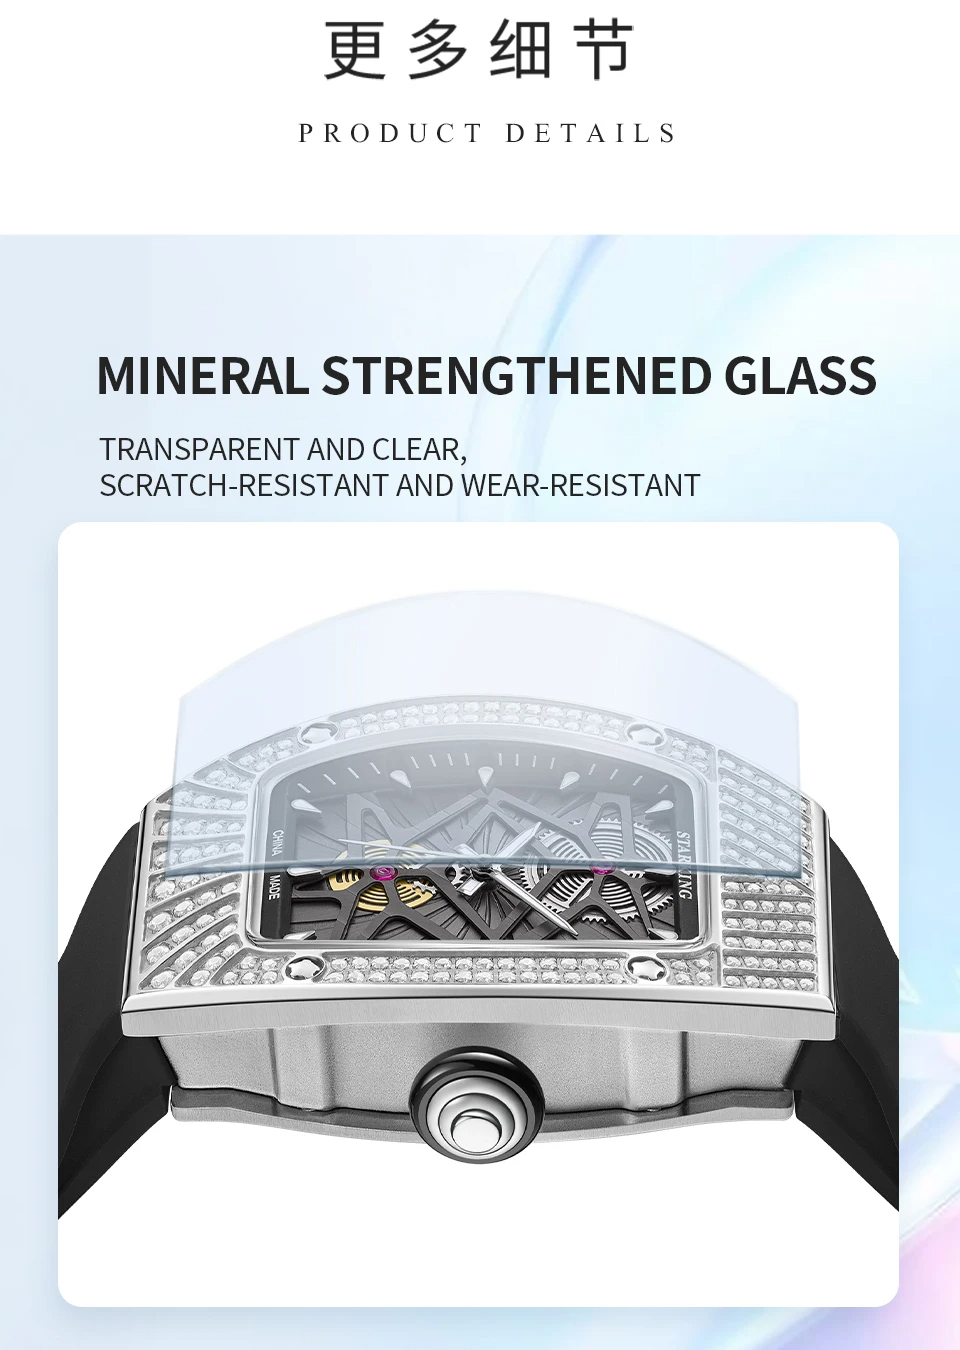 更多细节
PRODUCT DETAILS
MINERAL STRENGTHENED GLASS
TRANSPARENT AND CLEAR,
SCRATCH-RESISTANT AND WEAR-RESISTANT
CHINA MADE